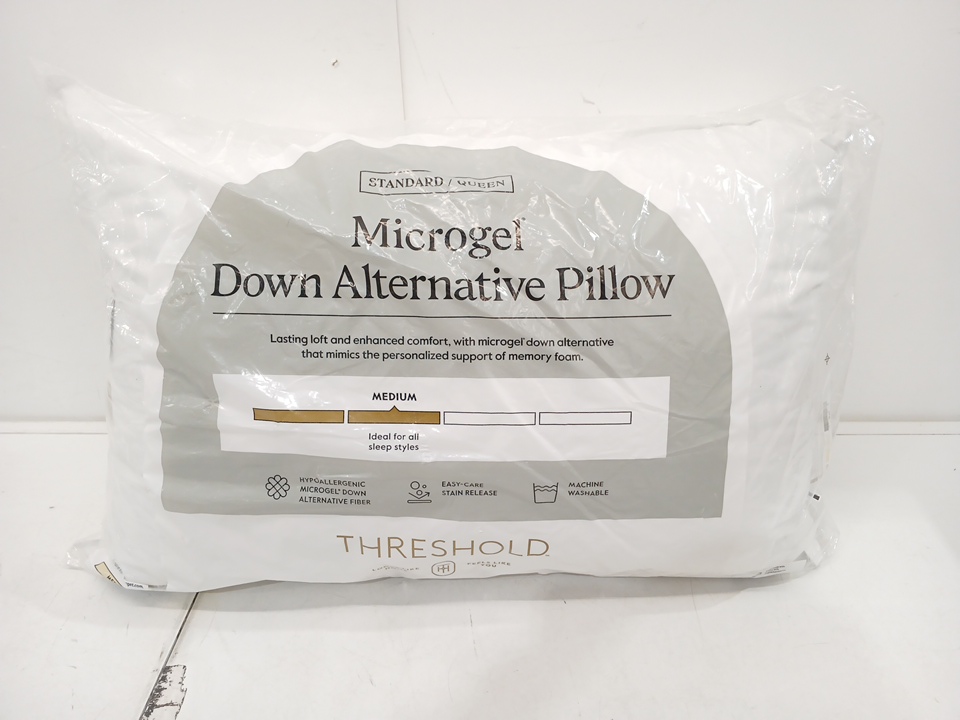 STANDARD / QUEEN
Microgel
Down Alternative Pillow
Lasting loft and enhanced comfort, with microgel® down alternative
that mimics the personalized support of memory foam.
MEDIUM
Ideal for all
sleep styles
HYPOALLERGENIC
MICROGEL® DOWN
ALTERNATIVE FIBER
EASY-CARE
STAIN RELEASE
MACHINE
WASHABLE
THRESHOLD